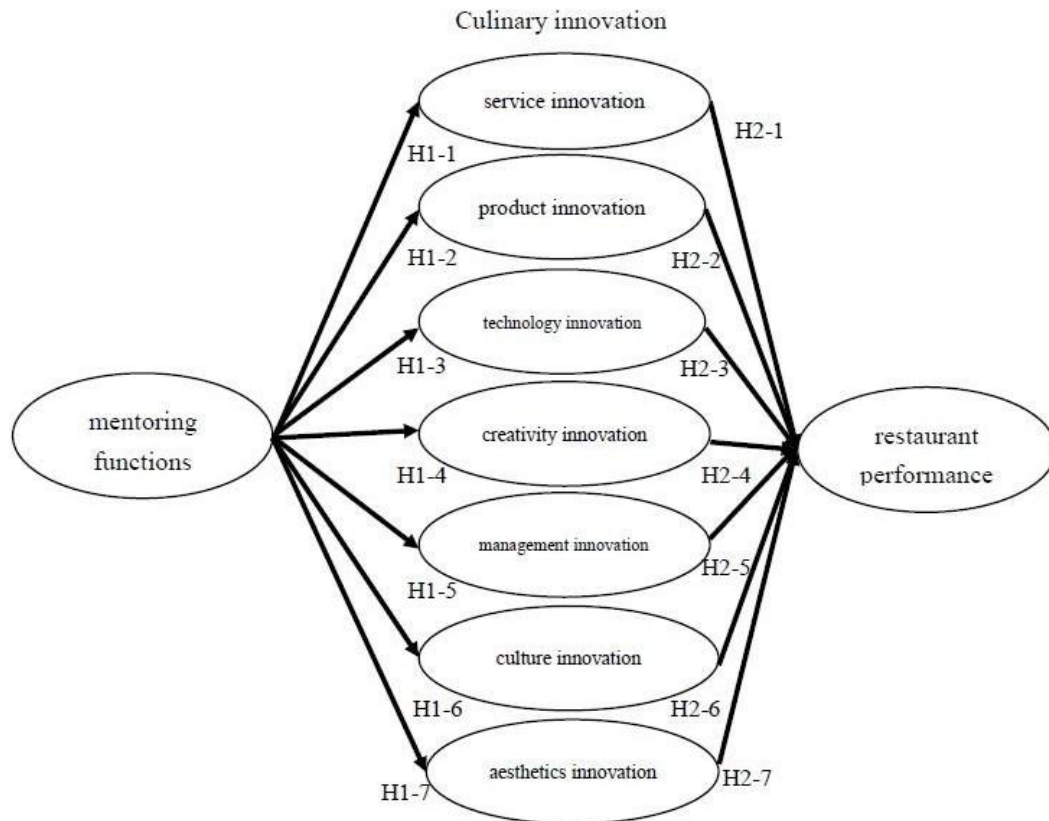 Culinary innovation
service innovation
H1-1
H2-1
product innovation
H1-2
H2-2
technology innovation
H1-3
H2-3
mentoring
functions
creativity innovation
H1-4
H2-4
restaurant
performance
management innovation
H1-5
H2-5
culture innovation
H1-6
H2-6
aesthetics innovation
H1-7
H2-7